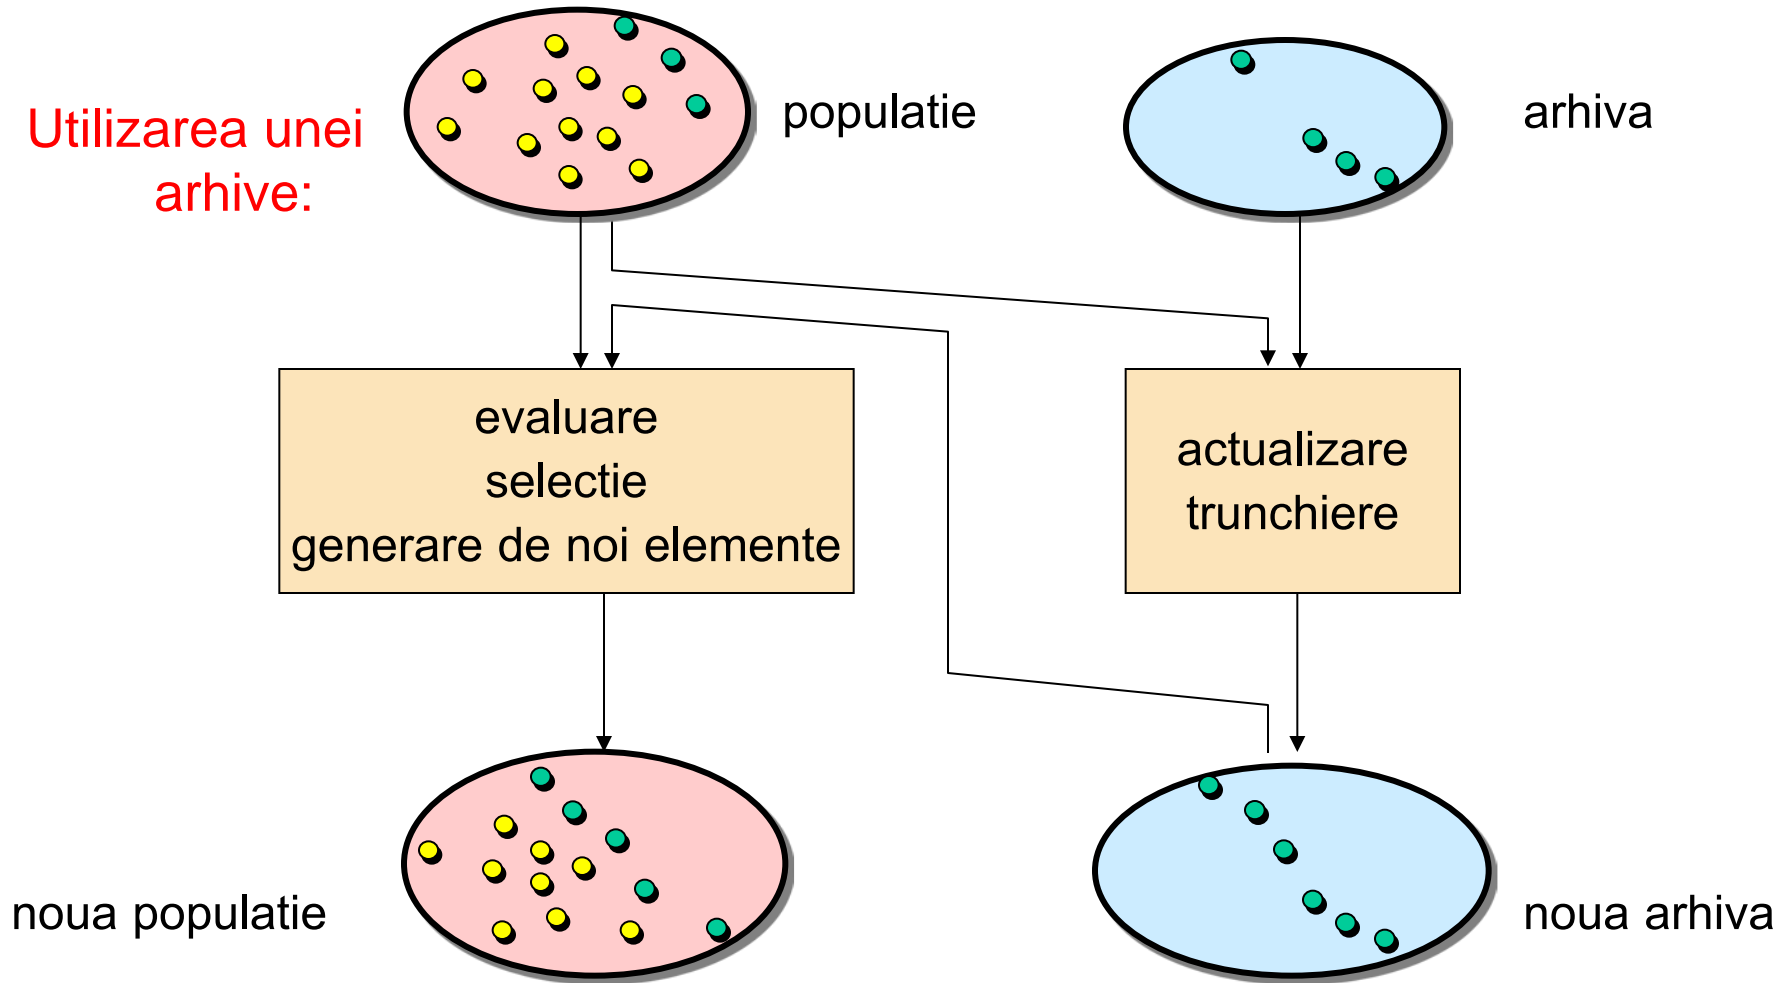 Utilizarea unei
arhive:
populatie
arhiva
evaluare
selectie
generare de noi elemente
actualizare
trunchiere
noua populatie
noua arhiva